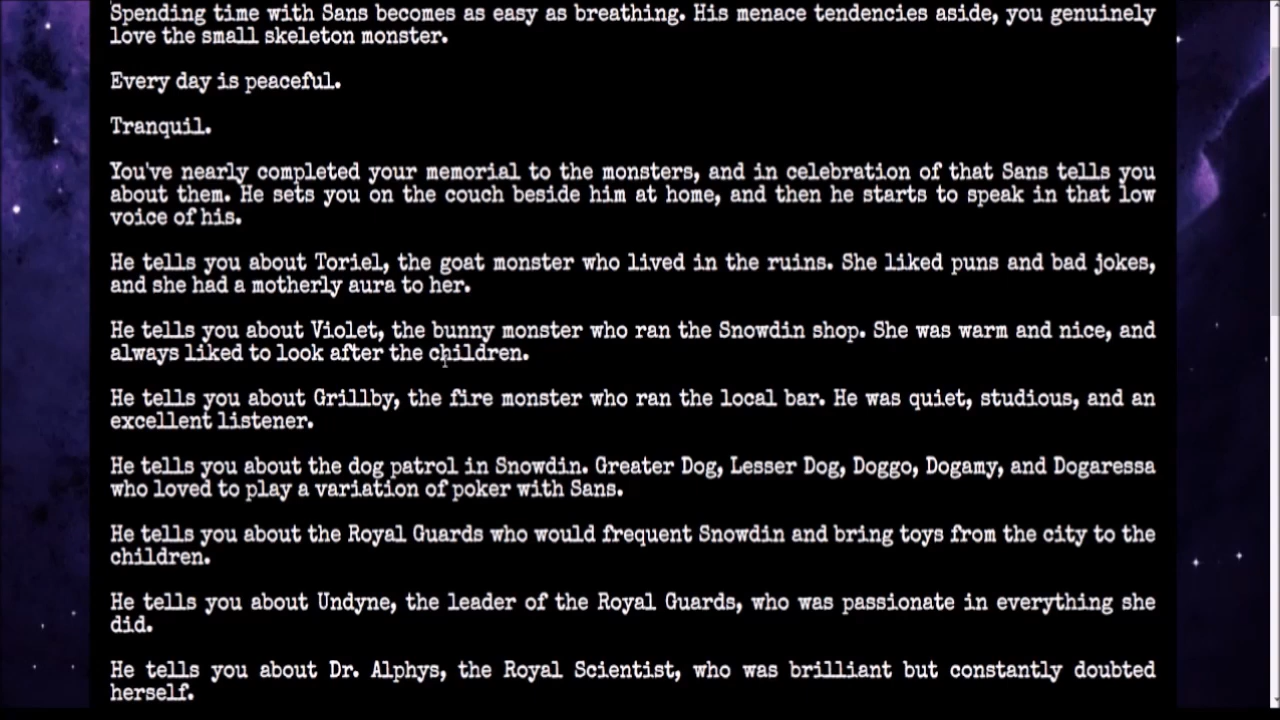 Spending time with Sans becomes as easy as breathing. His menace tendencies aside, you genuinely
love the small skeleton monster.
Every day is peaceful.
Tranquil.
You've nearly completed your memorial to the monsters, and in celebration of that Sans tells you
about them. He sets you on the couch beside him at home, and then he starts to speak in that low
voice of his.
He tells you about Toriel, the goat monster who lived in the ruins. She liked puns and bad jokes,
and she had a motherly aura to her.
He tells you about Violet, the bunny monster who ran the Snowdin shop. She was warm and nice, and
always liked to look after the children.
He tells you about Grillby, the fire monster who ran the local bar. He was quiet, studious, and an
excellent listener.
He tells you about the dog patrol in Snowdin. Greater Dog, Lesser Dog, Doggo, Dogamy, and Dogaressa
who loved to play a variation of poker with Sans.
He tells you about the Royal Guards who would frequent Snowdin and bring toys from the city to the
children.
He tells you about Undyne, the leader of the Royal Guards, who was passionate in everything she
did.
He tells you about Dr. Alphys, the Royal Scientist, who was brilliant but constantly doubted
herself.